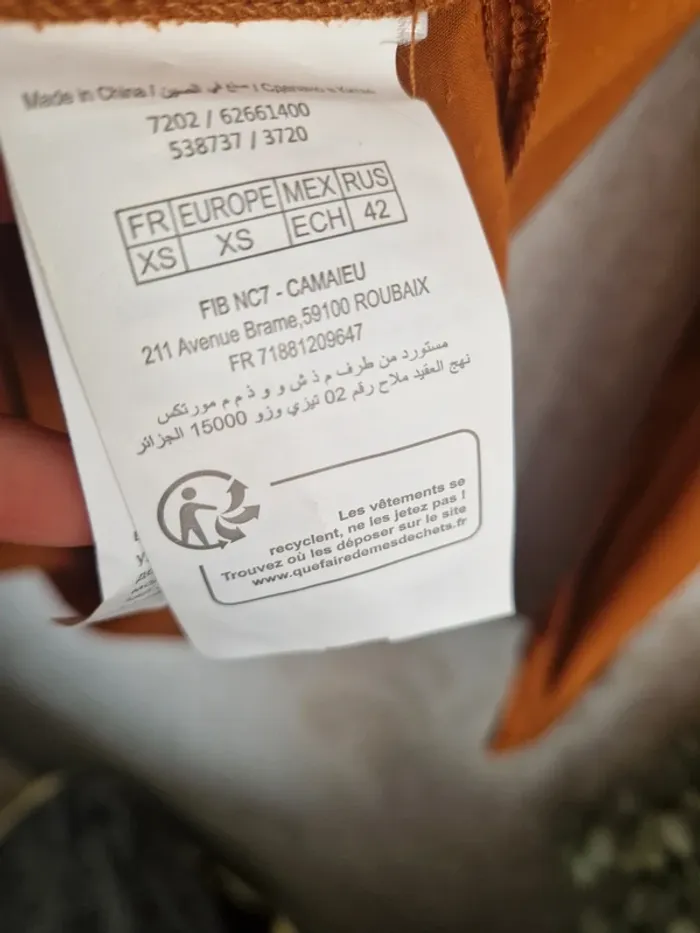 Made in China /
7202 / 62661400
538737 / 3720
FR EUROPE MEX RUS
XS XS ECH 42
FIB NC7 - CAMAIEU
211 Avenue Brame,59100 ROUBAIX
FR 71881209647
مستورد من طرف م ذ ش و و ذ م م مورتكس
نهج العقيد ملاح رقم 02 تيزي وزو 15000 الجزائر
Les vêtements se
recyclent, ne les jetez pas !
Trouvez où les déposer sur le site
www.quefairedemesdechets.fr